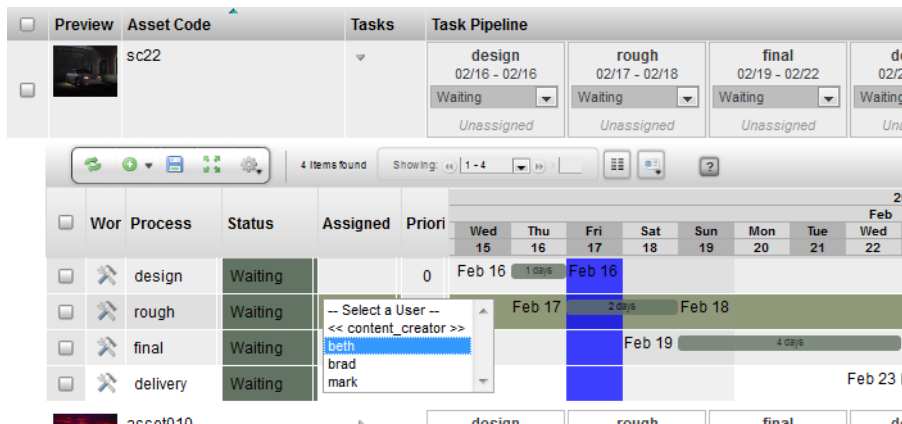 Preview Asset Code Tasks Task Pipeline
sc22 design rough final
02/16 - 02/16 02/17 - 02/18 02/19 - 02/22
Waiting Waiting Waiting Waiting
Unassigned Unassigned Unassigned
4 items found Showing: 1 - 4 ?
Feb
Wor Process Status Assigned Priori Wed Thu Fri Sat Sun Mon Tue Wed
15 16 17 18 19 20 21 22
design Waiting 0 Feb 16 1 days Feb 16
rough Waiting Feb 17 2 days Feb 18
-- Select a User --
<< content_creator >>
final Waiting Feb 19 4 days
beth
brad
delivery Waiting Feb 23
mark
asset010 design rough final